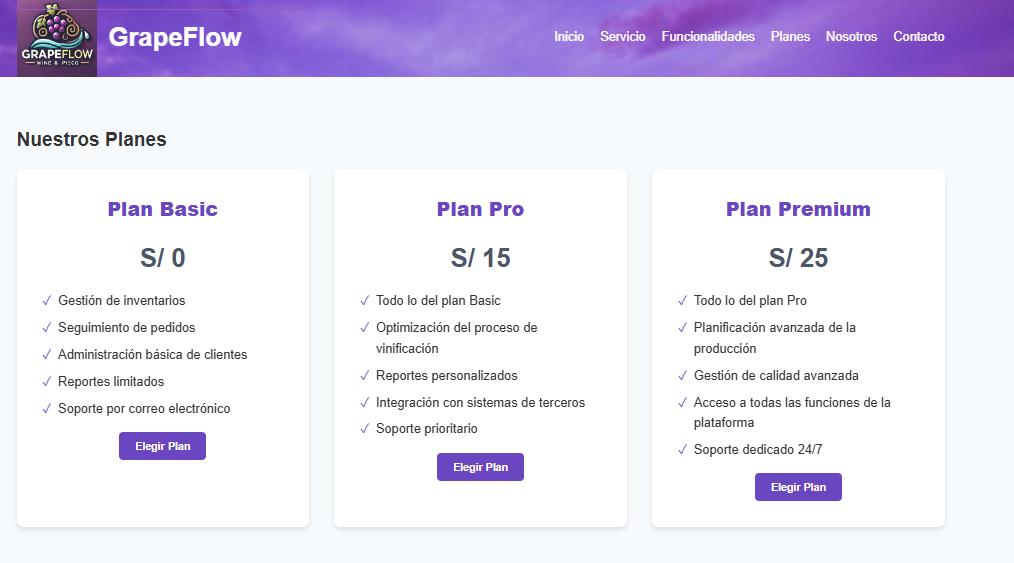 GRAPEFLOW
WINE & PISCO
GrapeFlow
Inicio Servicio Funcionalidades Planes Nosotros Contacto
Nuestros Planes
Plan Basic
S/ 0
✓ Gestión de inventarios
✓ Seguimiento de pedidos
✓ Administración básica de clientes
✓ Reportes limitados
✓ Soporte por correo electrónico
Elegir Plan
Plan Pro
S/ 15
✓ Todo lo del plan Basic
✓ Optimización del proceso de
vinificación
✓ Reportes personalizados
✓ Integración con sistemas de terceros
✓ Soporte prioritario
Elegir Plan
Plan Premium
S/ 25
✓ Todo lo del plan Pro
✓ Planificación avanzada de la
producción
✓ Gestión de calidad avanzada
✓ Acceso a todas las funciones de la
plataforma
✓ Soporte dedicado 24/7
Elegir Plan